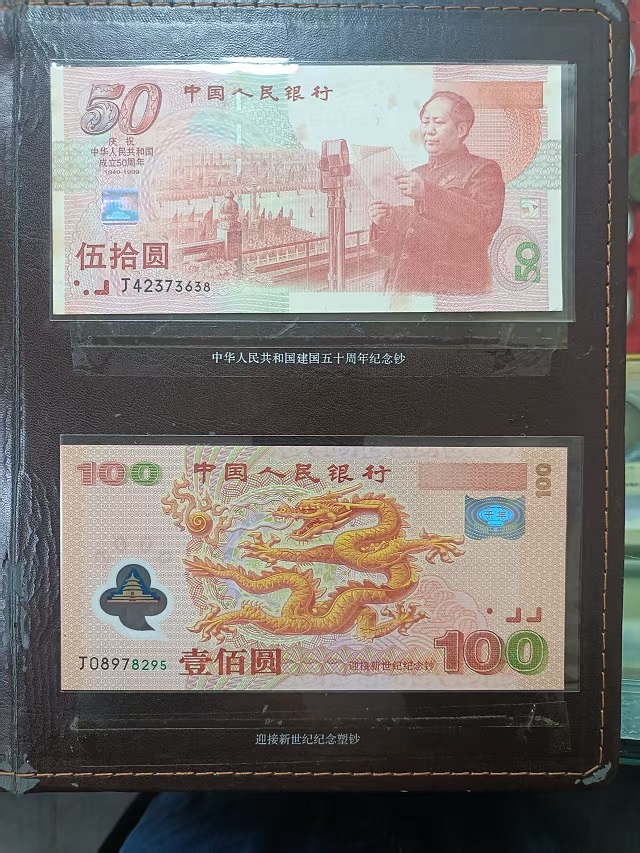 50
中国人民银行
庆祝
中华人民共和国
成立50周年
1949-1999
伍拾圆
J42373638
50
中华人民共和国建国五十周年纪念钞
100
中国人民银行
100
J08978295
壹佰圆
迎接新世纪纪念钞
100
迎接新世纪纪念塑钞